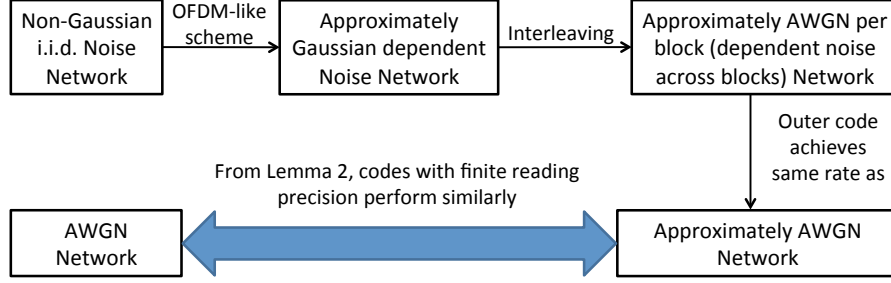 Non-Gaussian
i.i.d. Noise
Network
OFDM-like
scheme
Approximately
Gaussian dependent
Noise Network
Interleaving
Approximately AWGN per
block (dependent noise
across blocks) Network
Outer code
achieves
same rate as
From Lemma 2, codes with finite reading
precision perform similarly
AWGN
Network
Approximately AWGN
Network